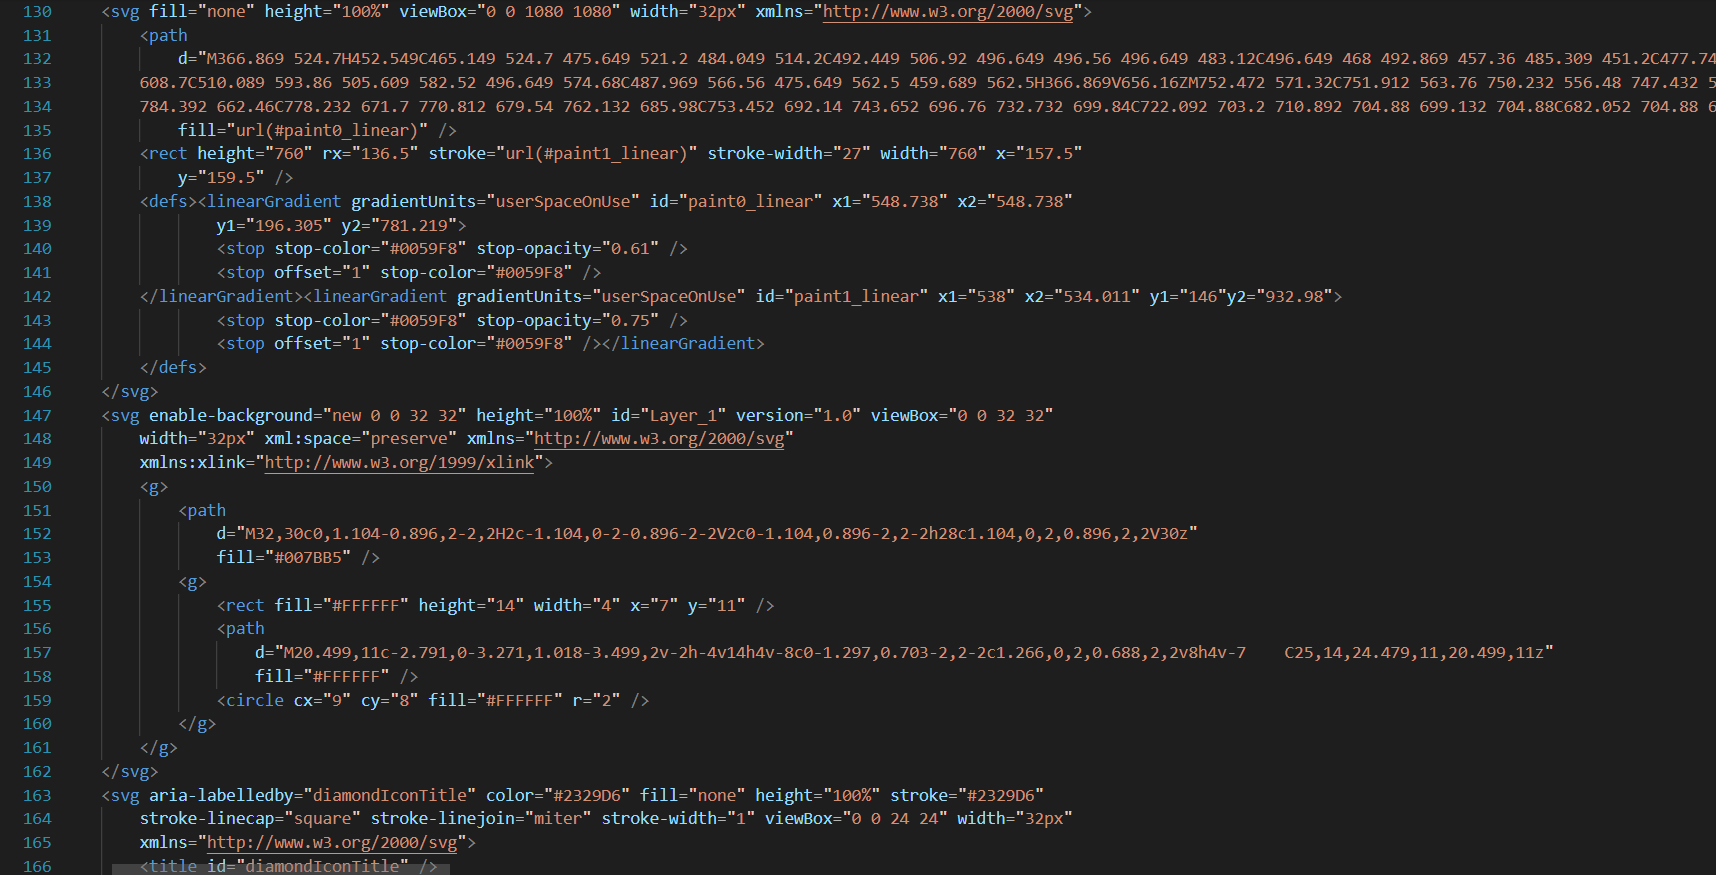 130 <svg fill="none" height="100%" viewBox="0 0 1080 1080" width="32px" xmlns="http://www.w3.org/2000/svg">
131 <path
132 d="M366.869 524.7H452.549C465.149 524.7 475.649 521.2 484.049 514.2C492.449 506.92 496.649 496.56 496.649 483.12C496.649 468 492.869 457.36 485.309 451.2C477.74
133 608.7C510.089 593.86 505.609 582.52 496.649 574.68C487.969 566.16 475.649 562.5 459.689 562.5H366.869V656.16ZM752.472 571.32C751.912 563.76 750.232 556.48 747.432 5
134 784.392 662.46C778.232 671.7 770.812 679.54 762.132 685.98C753.452 692.14 743.652 696.76 732.732 699.84C722.092 703.2 710.892 704.88 699.132 704.88C682.052 704.88 6
135 fill="url(#paint0_linear)" />
136 <rect height="760" rx="136.5" stroke="url(#paint1_linear)" stroke-width="27" width="760" x="157.5"
137 y="159.5" />
138 <defs><linearGradient gradientUnits="userSpaceOnUse" id="paint0_linear" x1="548.738" x2="548.738"
139 y1="196.305" y2="781.219">
140 <stop stop-color="#0059F8" stop-opacity="0.61" />
141 <stop offset="1" stop-color="#0059F8" />
142 </linearGradient><linearGradient gradientUnits="userSpaceOnUse" id="paint1_linear" x1="538" x2="534.011" y1="146"y2="932.98">
143 <stop stop-color="#0059F8" stop-opacity="0.75" />
144 <stop offset="1" stop-color="#0059F8" /></linearGradient>
145 </defs>
146 </svg>
147 <svg enable-background="new 0 0 32 32" height="100%" id="Layer_1" version="1.0" viewBox="0 0 32 32"
148 width="32px" xml:space="preserve" xmlns="http://www.w3.org/2000/svg"
149 xmlns:xlink="http://www.w3.org/1999/xlink">
150 <g>
151 <path
152 d="M32,30c0,1.104-0.896,2-2,2H2c-1.104,0-2-0.896-2-2V2c0-1.104,0.896-2,2-2h28c1.104,0,2,0.896,2,2V30z"
153 fill="#007BB5" />
154 <g>
155 <rect fill="#FFFFFF" height="14" width="4" x="7" y="11" />
156 <path
157 d="M20.499,11c-2.791,0-3.271,1.018-3.499,2v-2h-4v14h4v-8c0-1.297,0.703-2,2-2c1.266,0,2,0.688,2,2v8h4v-7    C25,14,24.479,11,20.499,11z"
158 fill="#FFFFFF" />
159 <circle cx="9" cy="8" fill="#FFFFFF" r="2" />
160 </g>
161 </g>
162 </svg>
163 <svg aria-labelledby="diamondIconTitle" color="#2329D6" fill="none" height="100%" stroke="#2329D6"
164 stroke-linecap="square" stroke-linejoin="miter" stroke-width="1" viewBox="0 0 24 24" width="32px"
165 xmlns="http://www.w3.org/2000/svg">
166 <title id="diamondIconTitle" />